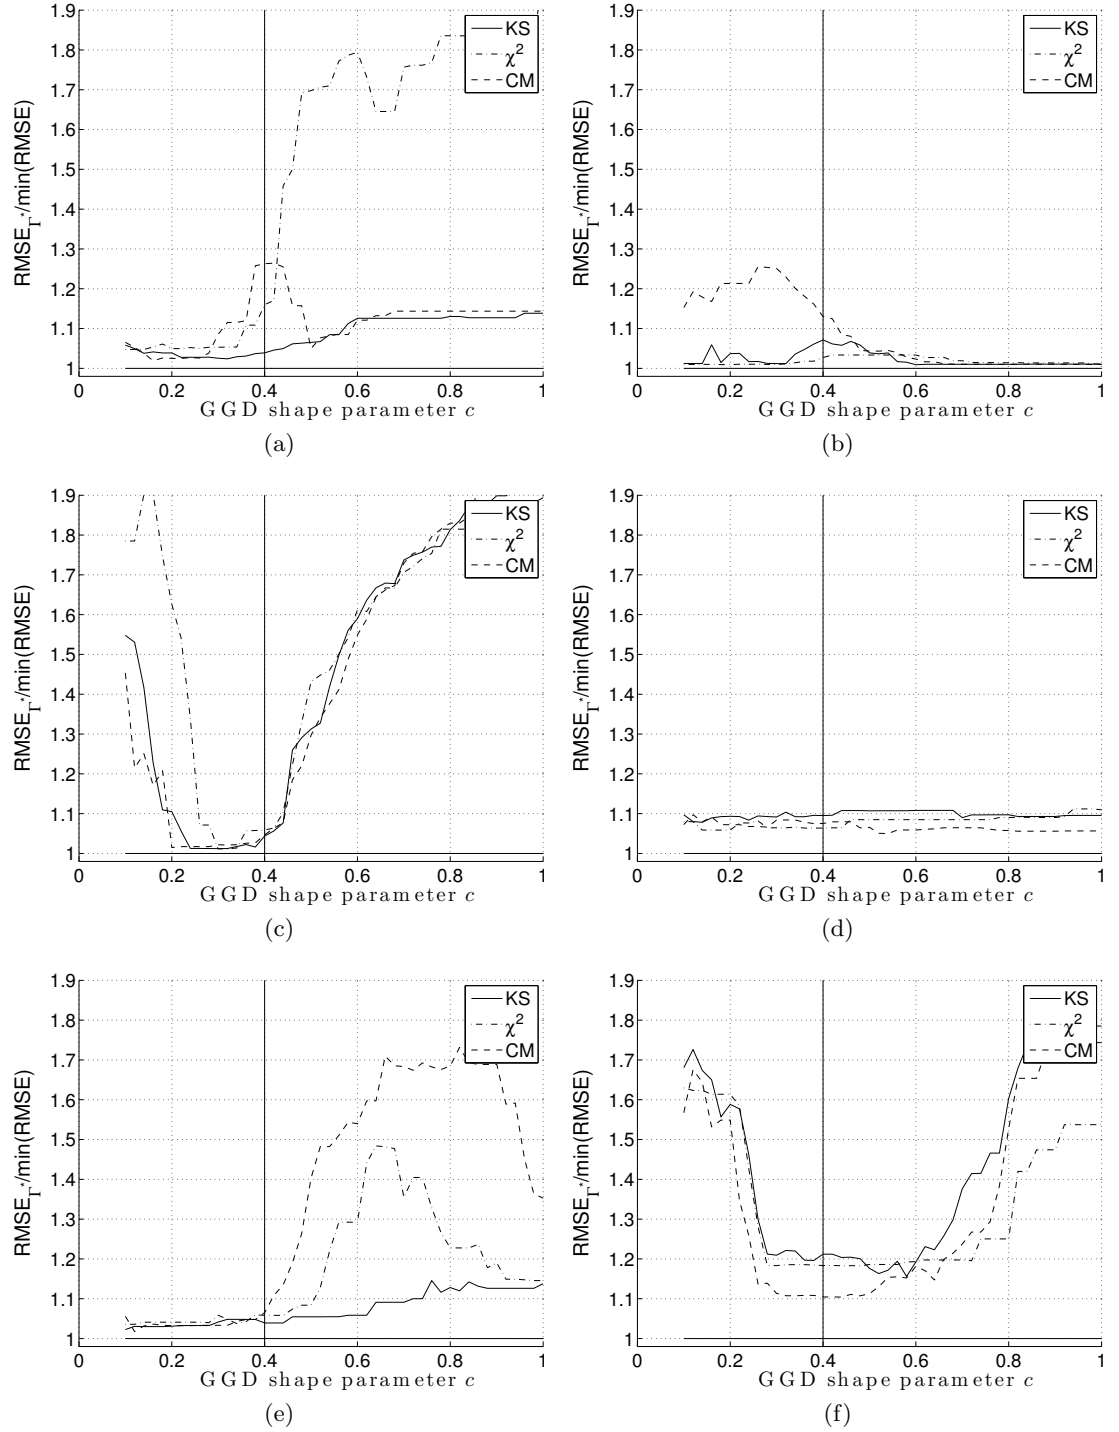 1.9
1.8
1.7
1.6
1.5
1.4
1.3
1.2
1.1
1
0 0.2 0.4 0.6 0.8 1
RMSE_Γ*/min(RMSE)
GGD shape parameter c
KS
χ²
CM
(a)
1.9
1.8
1.7
1.6
1.5
1.4
1.3
1.2
1.1
1
0 0.2 0.4 0.6 0.8 1
RMSE_Γ*/min(RMSE)
GGD shape parameter c
KS
χ²
CM
(b)
1.9
1.8
1.7
1.6
1.5
1.4
1.3
1.2
1.1
1
0 0.2 0.4 0.6 0.8 1
RMSE_Γ*/min(RMSE)
GGD shape parameter c
KS
χ²
CM
(c)
1.9
1.8
1.7
1.6
1.5
1.4
1.3
1.2
1.1
1
0 0.2 0.4 0.6 0.8 1
RMSE_Γ*/min(RMSE)
GGD shape parameter c
KS
χ²
CM
(d)
1.9
1.8
1.7
1.6
1.5
1.4
1.3
1.2
1.1
1
0 0.2 0.4 0.6 0.8 1
RMSE_Γ*/min(RMSE)
GGD shape parameter c
KS
χ²
CM
(e)
1.9
1.8
1.7
1.6
1.5
1.4
1.3
1.2
1.1
1
0 0.2 0.4 0.6 0.8 1
RMSE_Γ*/min(RMSE)
GGD shape parameter c
KS
χ²
CM
(f)